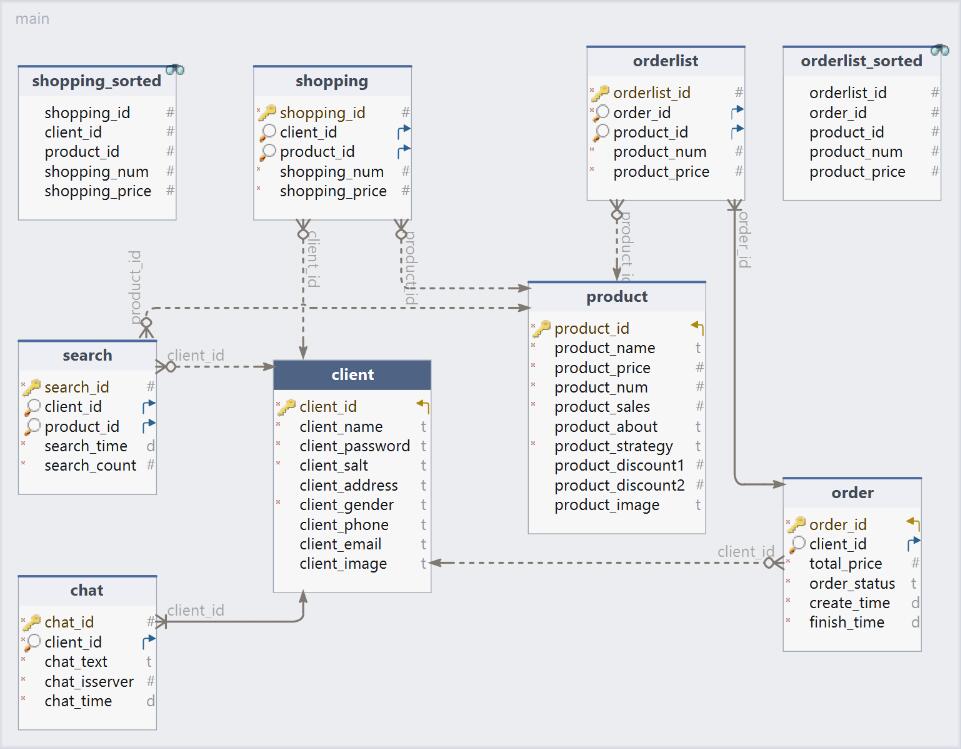 main
shopping_sorted
shopping_id #
client_id #
product_id #
shopping_num #
shopping_price #
shopping
shopping_id #
client_id
product_id
shopping_num #
shopping_price #
orderlist
orderlist_id #
order_id
product_id
product_num #
product_price #
orderlist_sorted
orderlist_id #
order_id #
product_id #
product_num #
product_price #
client_id
product_id
product_id
order_id
product_id
search
search_id #
client_id
product_id
search_time d
search_count #
client_id
client
client_id
client_name t
client_password t
client_salt t
client_address t
client_gender t
client_phone t
client_email t
client_image t
product
product_id
product_name t
product_price #
product_num #
product_sales #
product_about t
product_strategy t
product_discount1 #
product_discount2 #
product_image t
order
order_id
client_id
total_price #
order_status t
create_time d
finish_time d
client_id
chat
chat_id #
client_id
chat_text t
chat_isserver #
chat_time d
client_id